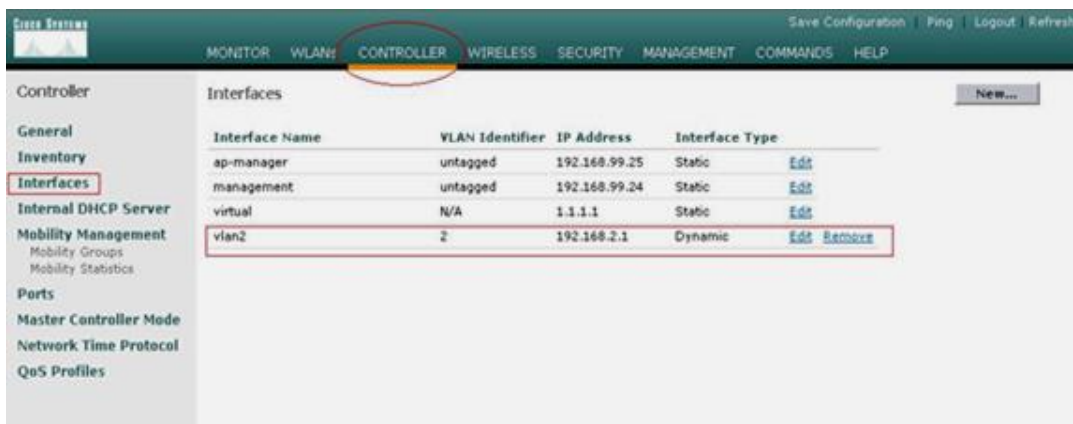 Cisco Systems
Save Configuration Ping Logout Refresh
MONITOR WLANs CONTROLLER WIRELESS SECURITY MANAGEMENT COMMANDS HELP
Controller
General
Inventory
Interfaces
Internal DHCP Server
Mobility Management
Mobility Groups
Mobility Statistics
Ports
Master Controller Mode
Network Time Protocol
QoS Profiles
Interfaces
New...
Interface Name VLAN Identifier IP Address Interface Type
ap-manager untagged 192.168.99.25 Static Edit
management untagged 192.168.99.24 Static Edit
virtual N/A 1.1.1.1 Static Edit
vlan2 2 192.168.2.1 Dynamic Edit Remove